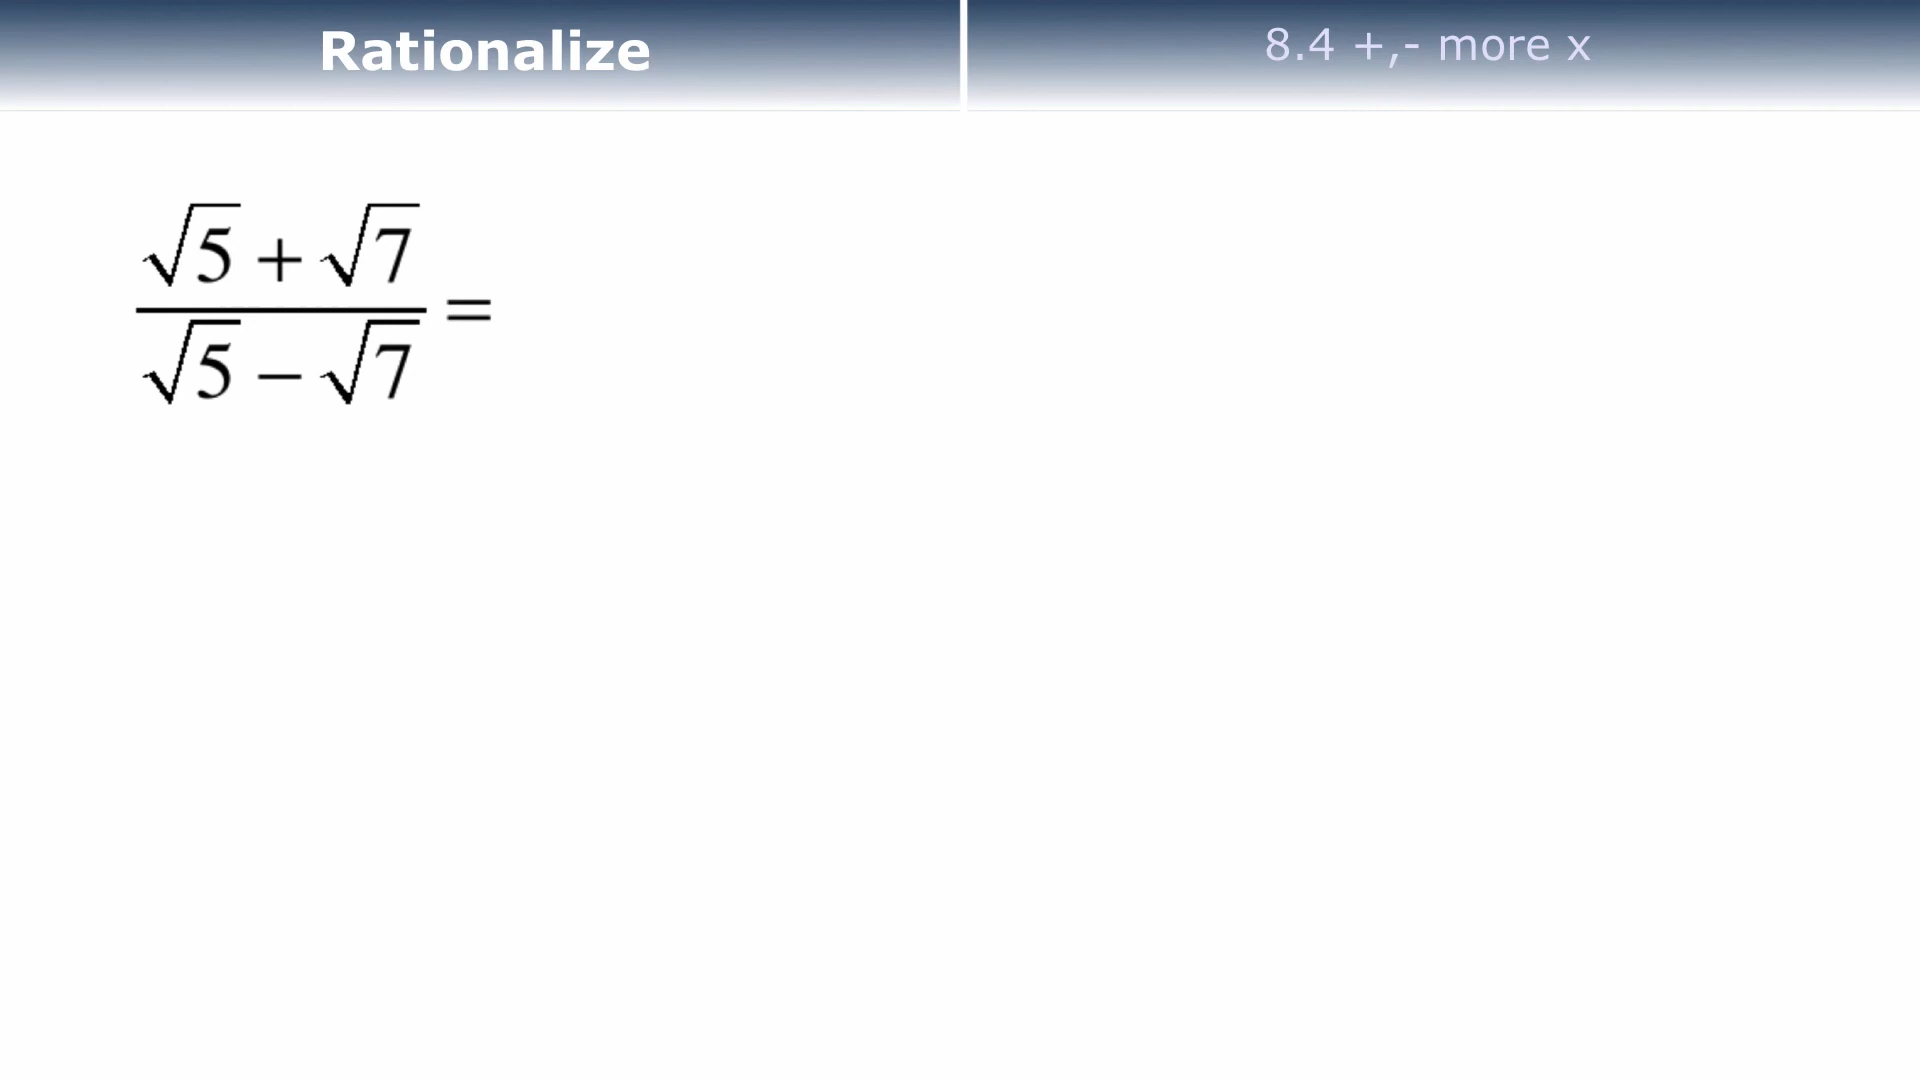 Rationalize
8.4 +,- more x
√5 + √7
√5 − √7
=